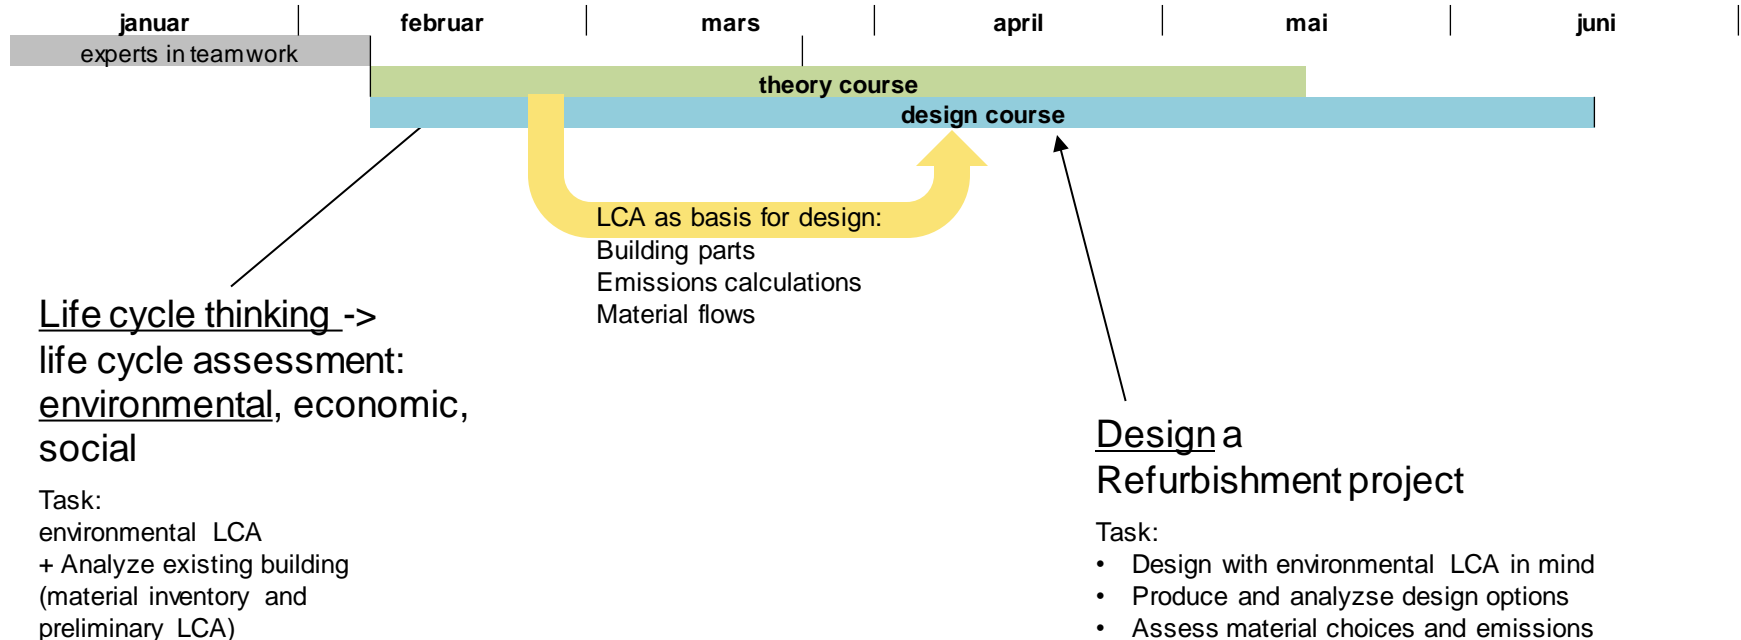 januar februar mars april mai juni
experts in teamwork
theory course
design course
LCA as basis for design:
Building parts
Emissions calculations
Material flows
Life cycle thinking ->
life cycle assessment:
environmental, economic,
social
Task:
environmental LCA
+ Analyze existing building
(material inventory and
preliminary LCA)
Design a
Refurbishment project
Task:
• Design with environmental LCA in mind
• Produce and analyzse design options
• Assess material choices and emissions